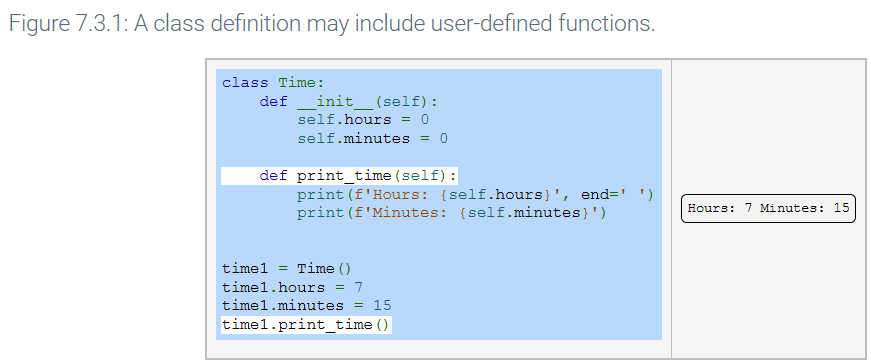 Figure 7.3.1: A class definition may include user-defined functions.
class Time:
    def __init__(self):
        self.hours = 0
        self.minutes = 0

    def print_time(self):
        print(f'Hours: {self.hours}', end=' ')
        print(f'Minutes: {self.minutes}')


time1 = Time()
time1.hours = 7
time1.minutes = 15
time1.print_time()
Hours: 7 Minutes: 15